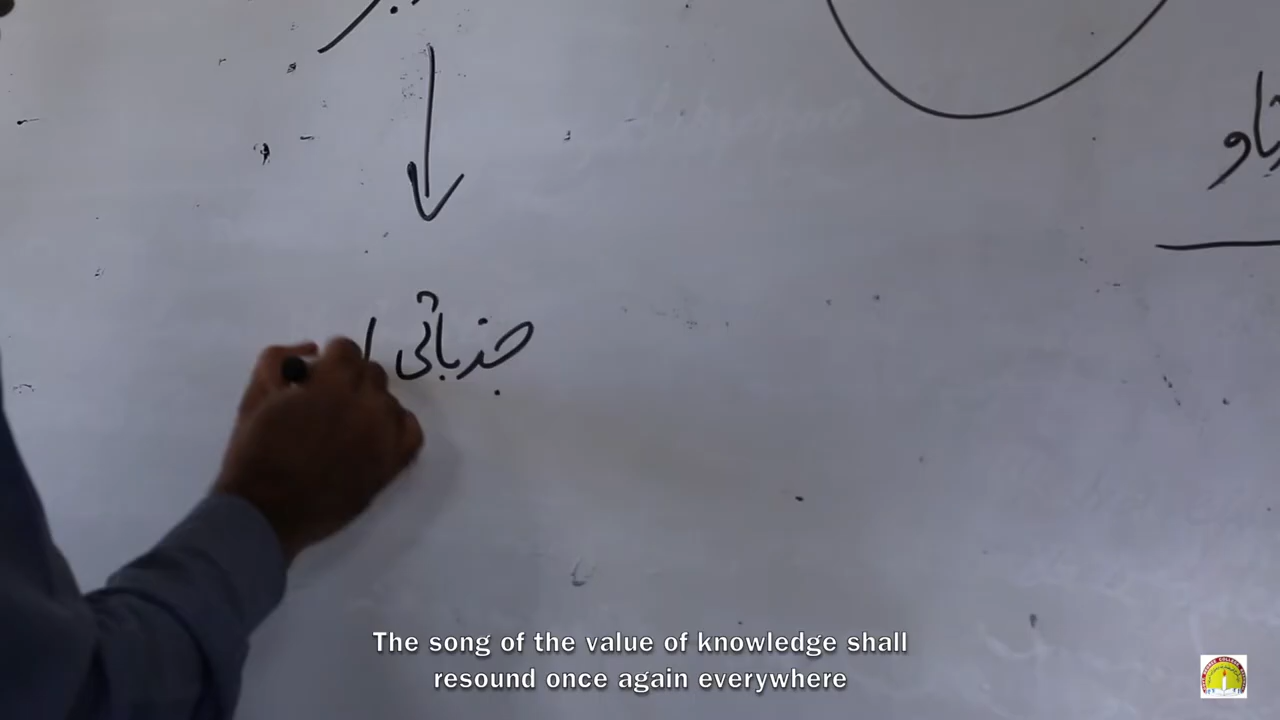 جذباتی ا
The song of the value of knowledge shall
resound once again everywhere